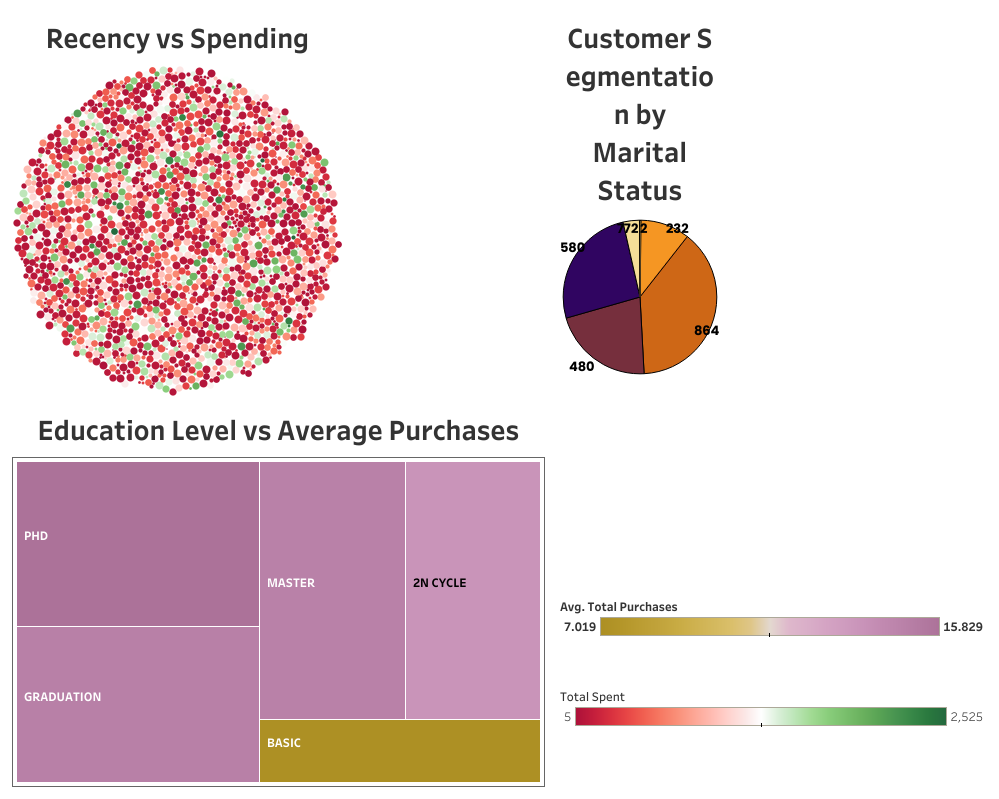 Recency vs Spending
Customer S
egmentatio
n by
Marital
Status
232
580
864
480
Education Level vs Average Purchases
PHD
MASTER
2N CYCLE
GRADUATION
BASIC
Avg. Total Purchases
7.019 15.829
Total Spent
5 2,525